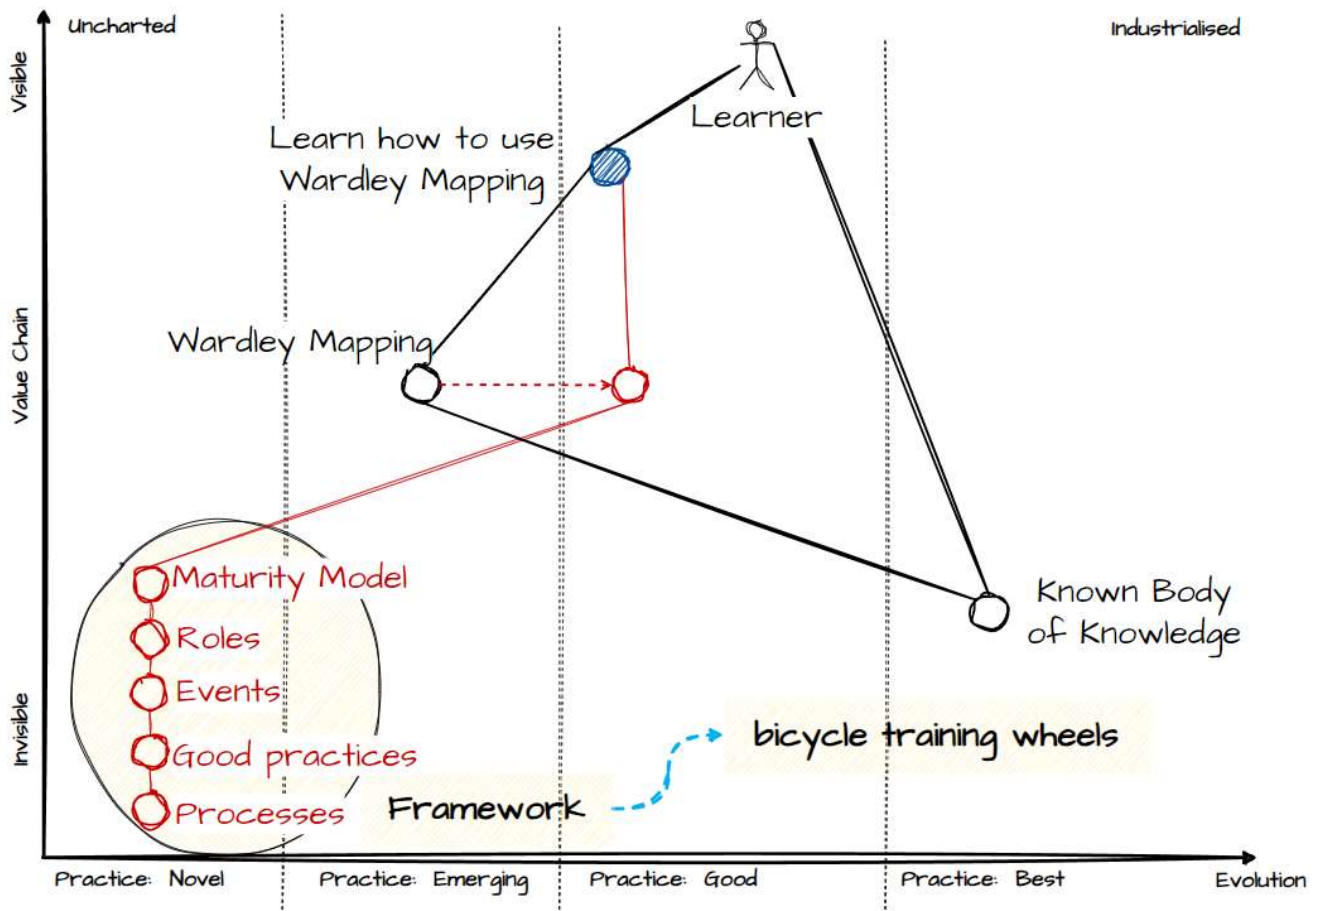 Uncharted
Industrialised
Visible
Learner
Learn how to use
Wardley Mapping
Value Chain
Wardley Mapping
Maturity Model
Known Body
of Knowledge
Roles
Events
Invisible
bicycle training wheels
Good practices
Framework
Processes
Practice: Novel
Practice: Emerging
Practice: Good
Practice: Best
Evolution